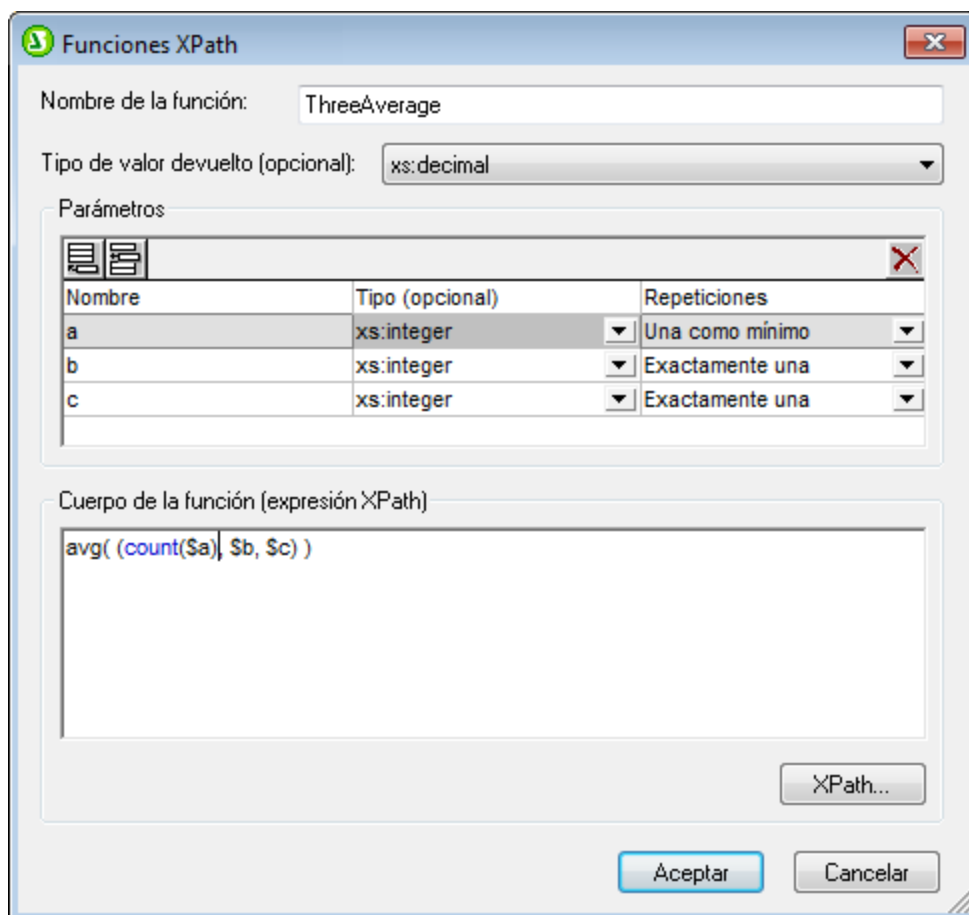 Funciones XPath
Nombre de la función: ThreeAverage
Tipo de valor devuelto (opcional): xs:decimal
Parámetros
Nombre Tipo (opcional) Repeticiones
a xs:integer Una como mínimo
b xs:integer Exactamente una
c xs:integer Exactamente una
Cuerpo de la función (expresión XPath)
avg( (count($a), $b, $c) )
XPath...
Aceptar Cancelar